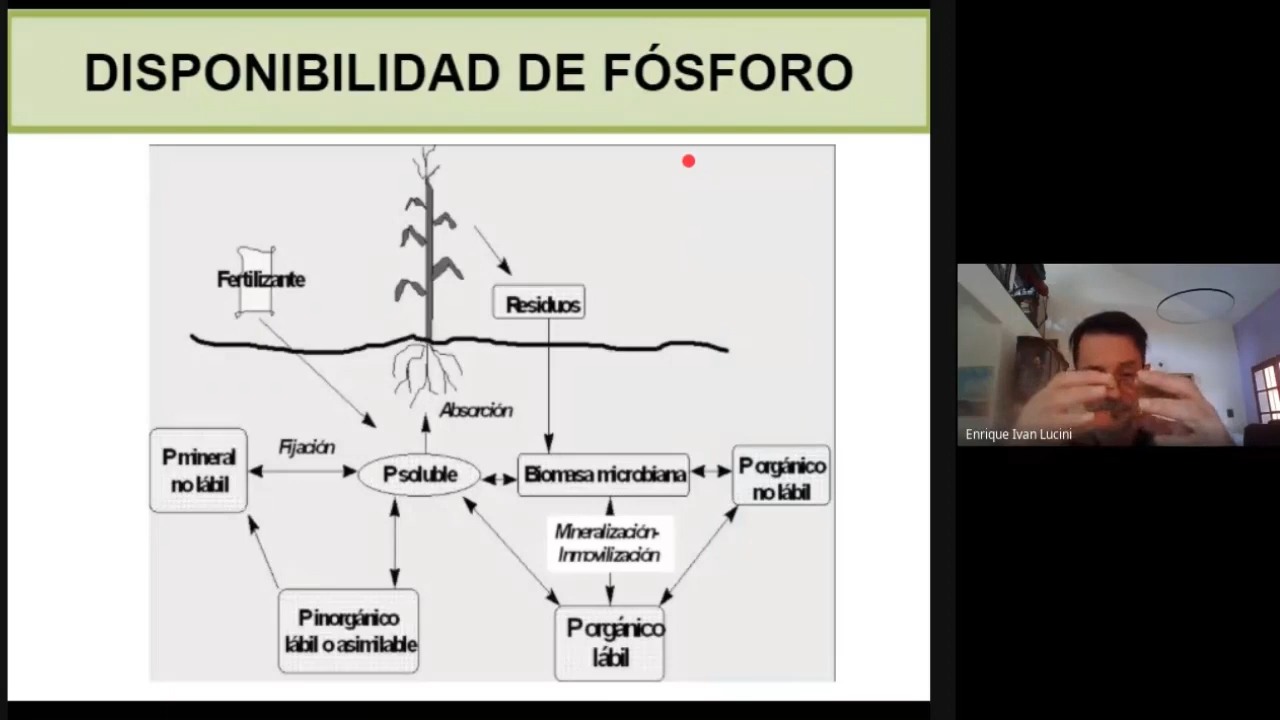 DISPONIBILIDAD DE FÓSFORO
Fertilizante
Residuos
Absorción
Fijación
P mineral
no lábil
P soluble
Biomasa microbiana
P orgánico
no lábil
Mineralización-
Inmovilización
P inorgánico
lábil o asimilable
P orgánico
lábil
Enrique Ivan Lucini